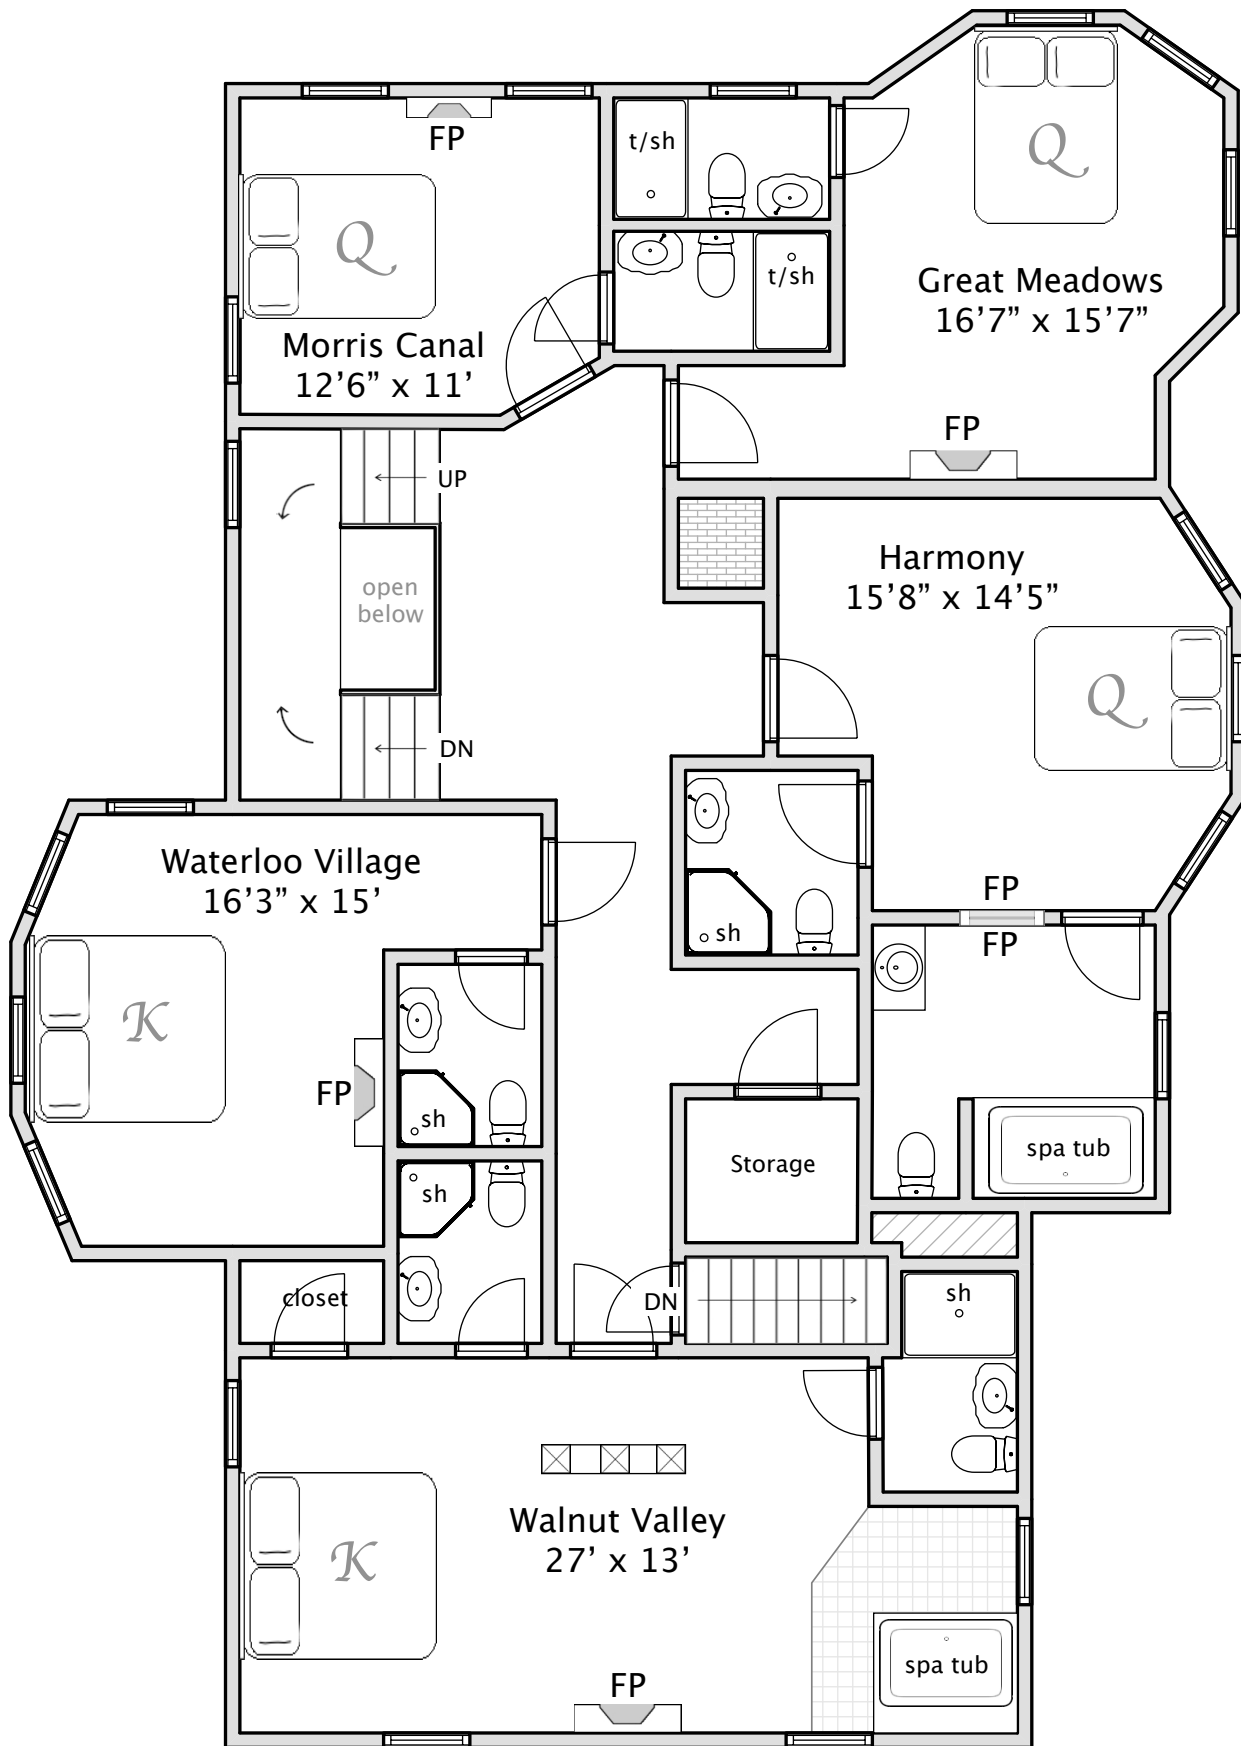 FP
t/sh
Q
Q
t/sh
Great Meadows
16’7” x 15’7”
Morris Canal
12’6” x 11’
FP
UP
Harmony
15’8” x 14’5”
open
below
Q
DN
Waterloo Village
16’3” x 15’
FP
sh
FP
K
FP
sh
spa tub
Storage
sh
closet
DN
sh
Walnut Valley
27’ x 13’
K
spa tub
FP